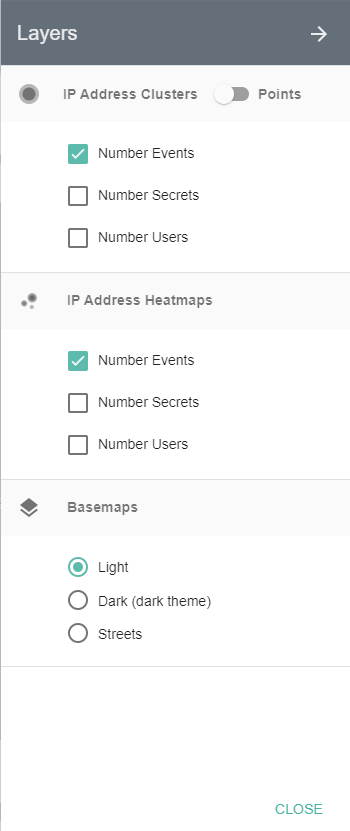 Layers
IP Address Clusters Points
Number Events
Number Secrets
Number Users
IP Address Heatmaps
Number Events
Number Secrets
Number Users
Basemaps
Light
Dark (dark theme)
Streets
CLOSE